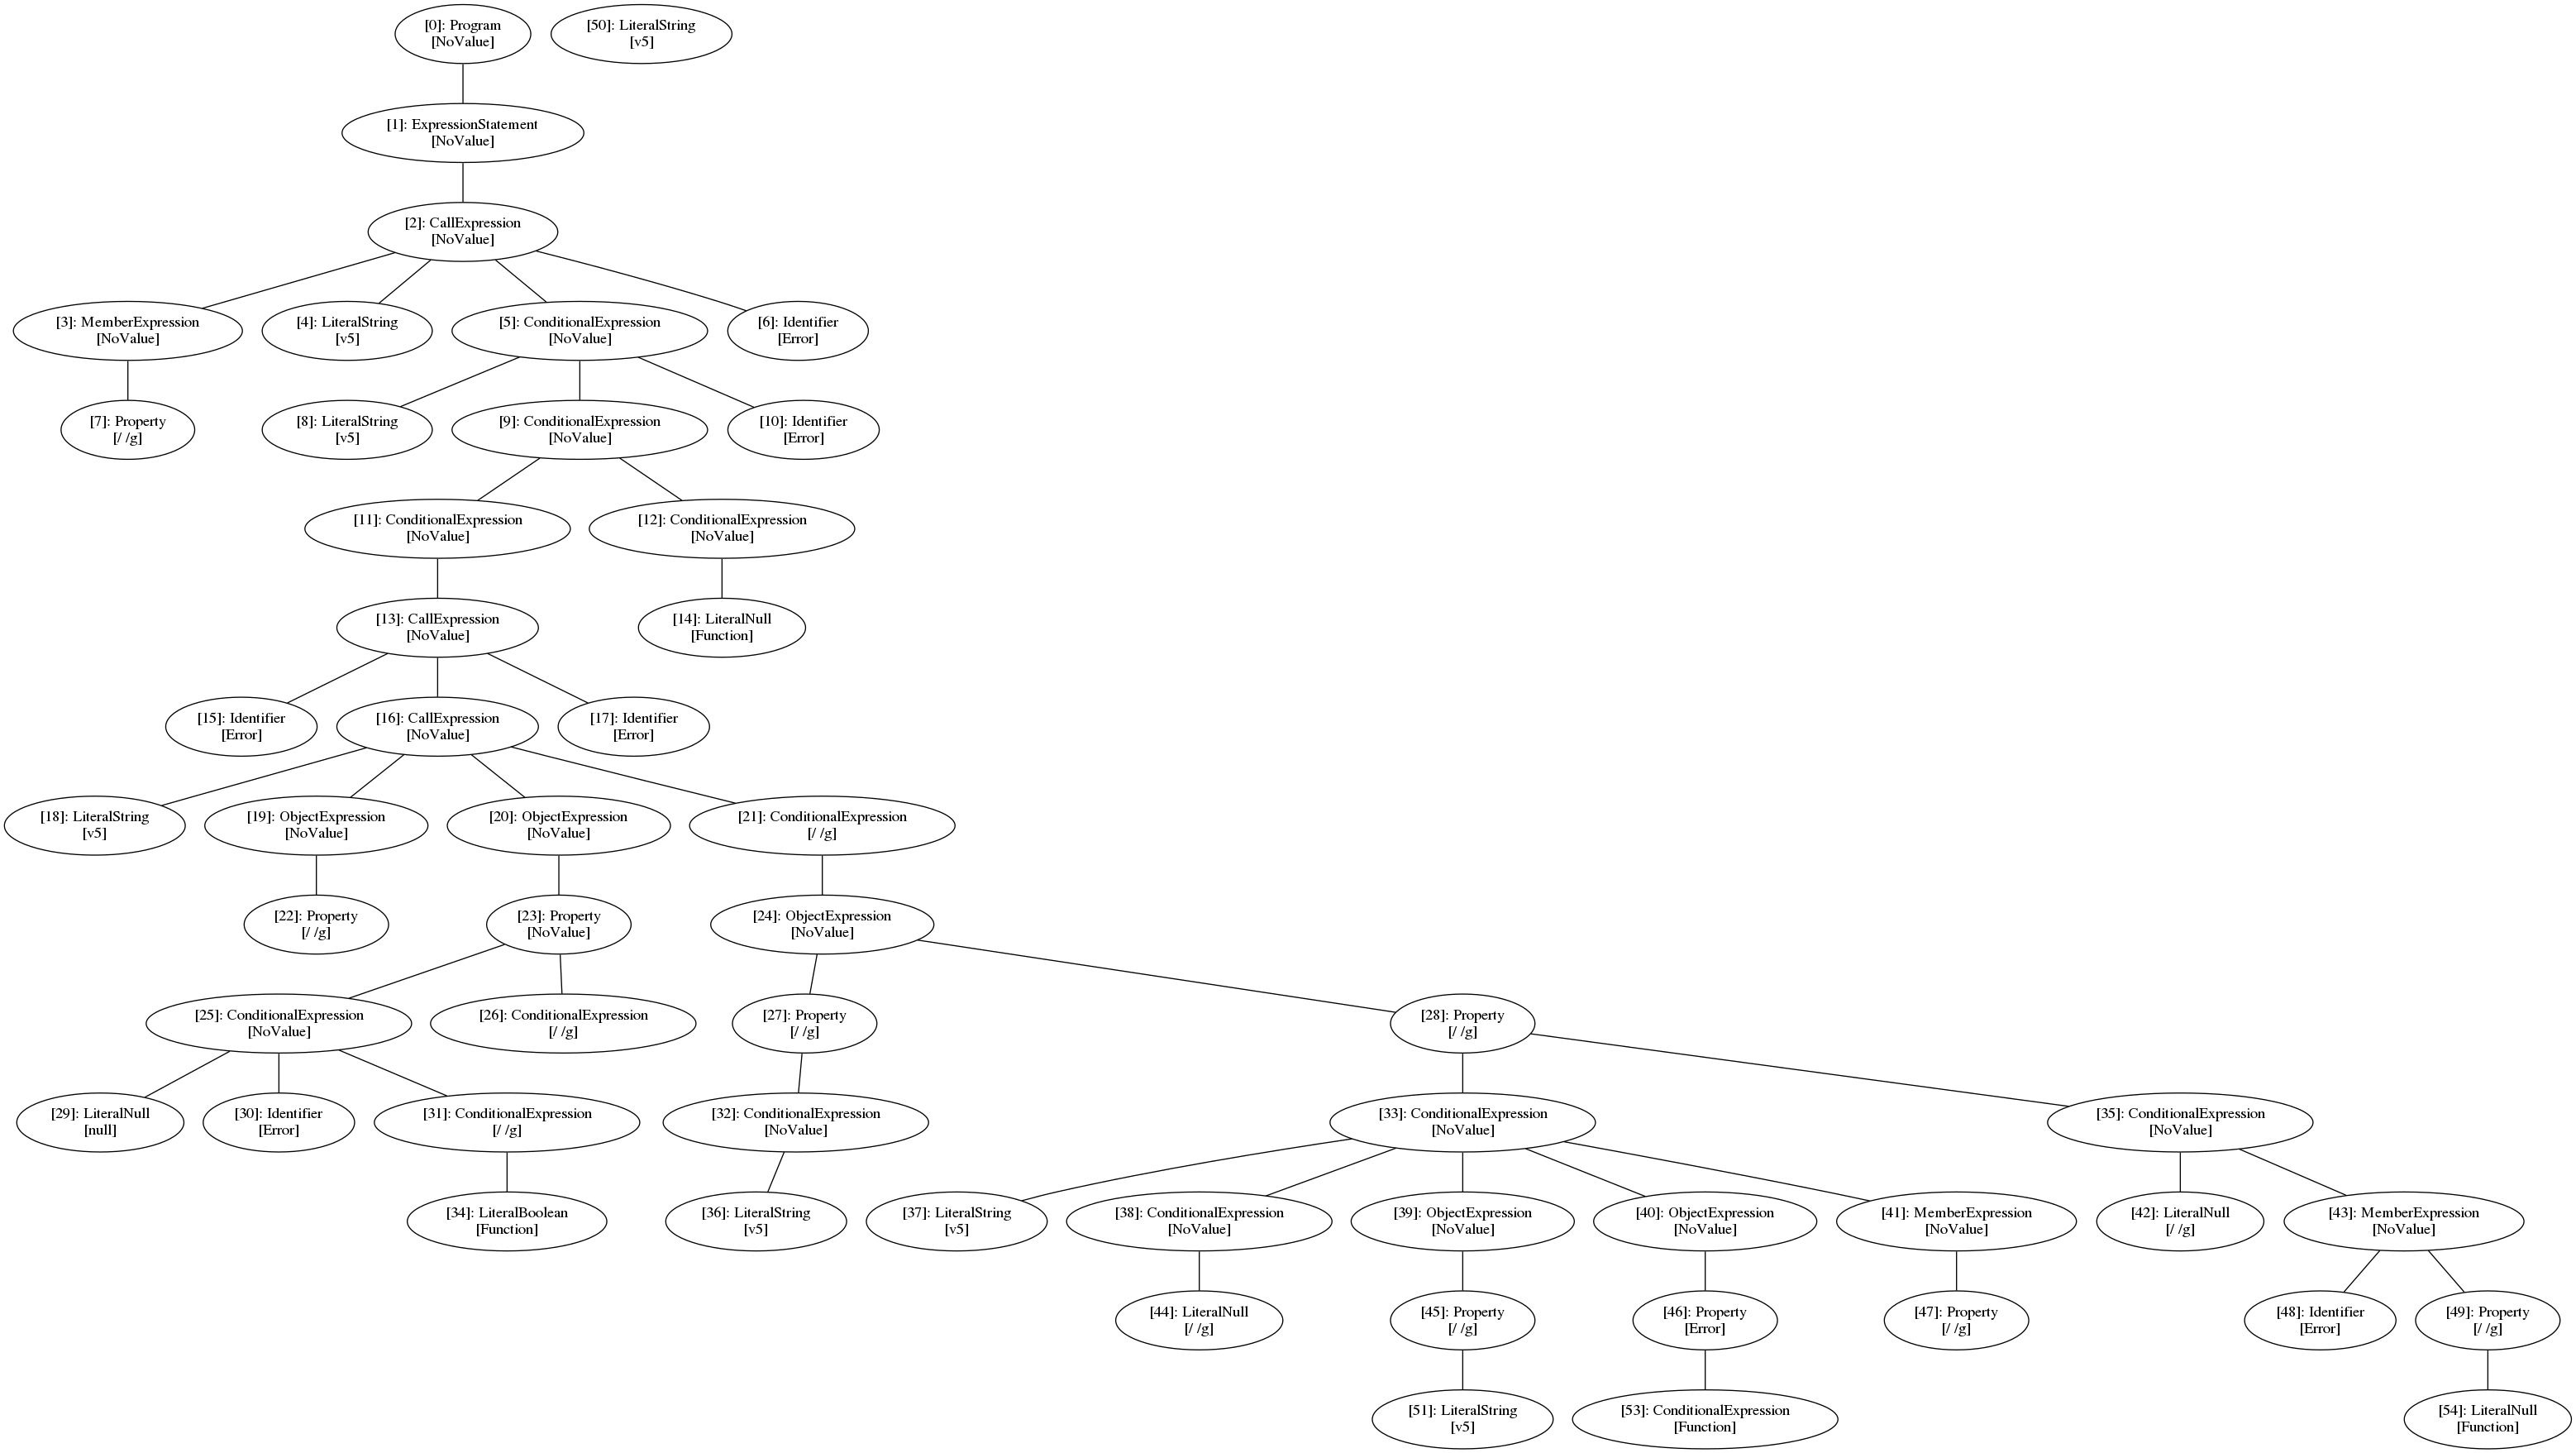 [0]: Program
[NoValue]
[50]: LiteralString
[v5]
[1]: ExpressionStatement
[NoValue]
[2]: CallExpression
[NoValue]
[3]: MemberExpression
[NoValue]
[4]: LiteralString
[v5]
[5]: ConditionalExpression
[NoValue]
[6]: Identifier
[Error]
[7]: Property
[/ /g]
[8]: LiteralString
[v5]
[9]: ConditionalExpression
[NoValue]
[10]: Identifier
[Error]
[11]: ConditionalExpression
[NoValue]
[12]: ConditionalExpression
[NoValue]
[13]: CallExpression
[NoValue]
[14]: LiteralNull
[Function]
[15]: Identifier
[Error]
[16]: CallExpression
[NoValue]
[17]: Identifier
[Error]
[18]: LiteralString
[v5]
[19]: ObjectExpression
[NoValue]
[20]: ObjectExpression
[NoValue]
[21]: ConditionalExpression
[/ /g]
[22]: Property
[/ /g]
[23]: Property
[NoValue]
[24]: ObjectExpression
[NoValue]
[25]: ConditionalExpression
[NoValue]
[26]: ConditionalExpression
[/ /g]
[27]: Property
[/ /g]
[28]: Property
[/ /g]
[29]: LiteralNull
[null]
[30]: Identifier
[Error]
[31]: ConditionalExpression
[/ /g]
[32]: ConditionalExpression
[NoValue]
[33]: ConditionalExpression
[NoValue]
[35]: ConditionalExpression
[NoValue]
[34]: LiteralBoolean
[Function]
[36]: LiteralString
[v5]
[37]: LiteralString
[v5]
[38]: ConditionalExpression
[NoValue]
[39]: ObjectExpression
[NoValue]
[40]: ObjectExpression
[NoValue]
[41]: MemberExpression
[NoValue]
[42]: LiteralNull
[/ /g]
[43]: MemberExpression
[NoValue]
[44]: LiteralNull
[/ /g]
[45]: Property
[/ /g]
[46]: Property
[Error]
[47]: Property
[/ /g]
[48]: Identifier
[Error]
[49]: Property
[/ /g]
[51]: LiteralString
[v5]
[53]: ConditionalExpression
[Function]
[54]: LiteralNull
[Function]